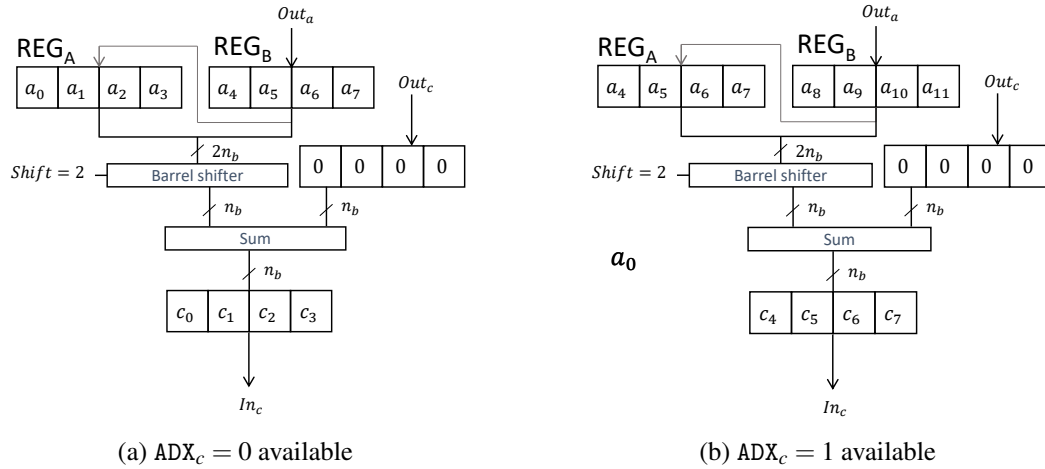 Out_a
REG_A
REG_B
a_0 a_1 a_2 a_3
a_4 a_5 a_6 a_7
Out_c
2n_b
0 0 0 0
Shift = 2
Barrel shifter
n_b
n_b
Sum
n_b
c_0 c_1 c_2 c_3
In_c
(a) ADX_c = 0 available
Out_a
REG_A
REG_B
a_4 a_5 a_6 a_7
a_8 a_9 a_10 a_11
Out_c
2n_b
0 0 0 0
Shift = 2
Barrel shifter
n_b
n_b
Sum
a_0
n_b
c_4 c_5 c_6 c_7
In_c
(b) ADX_c = 1 available